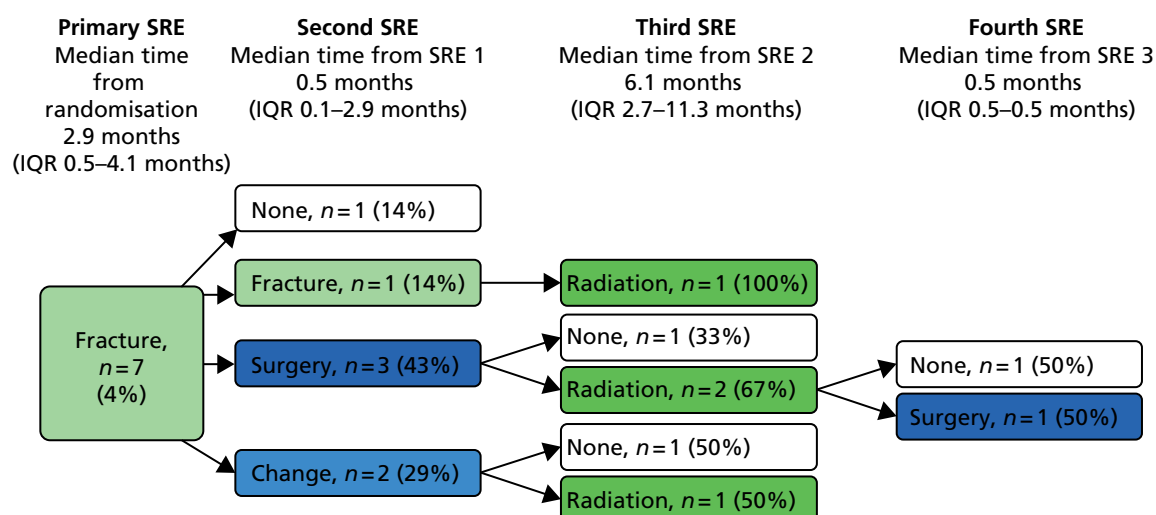 Primary SRE
Median time
from
randomisation
2.9 months
(IQR 0.5–4.1 months)
Second SRE
Median time from SRE 1
0.5 months
(IQR 0.1–2.9 months)
Third SRE
Median time from SRE 2
6.1 months
(IQR 2.7–11.3 months)
Fourth SRE
Median time from SRE 3
0.5 months
(IQR 0.5–0.5 months)
Fracture,
n=7
(4%)
None, n=1 (14%)
Fracture, n=1 (14%)
Surgery, n=3 (43%)
Change, n=2 (29%)
Radiation, n=1 (100%)
None, n=1 (33%)
Radiation, n=2 (67%)
None, n=1 (50%)
Radiation, n=1 (50%)
None, n=1 (50%)
Surgery, n=1 (50%)